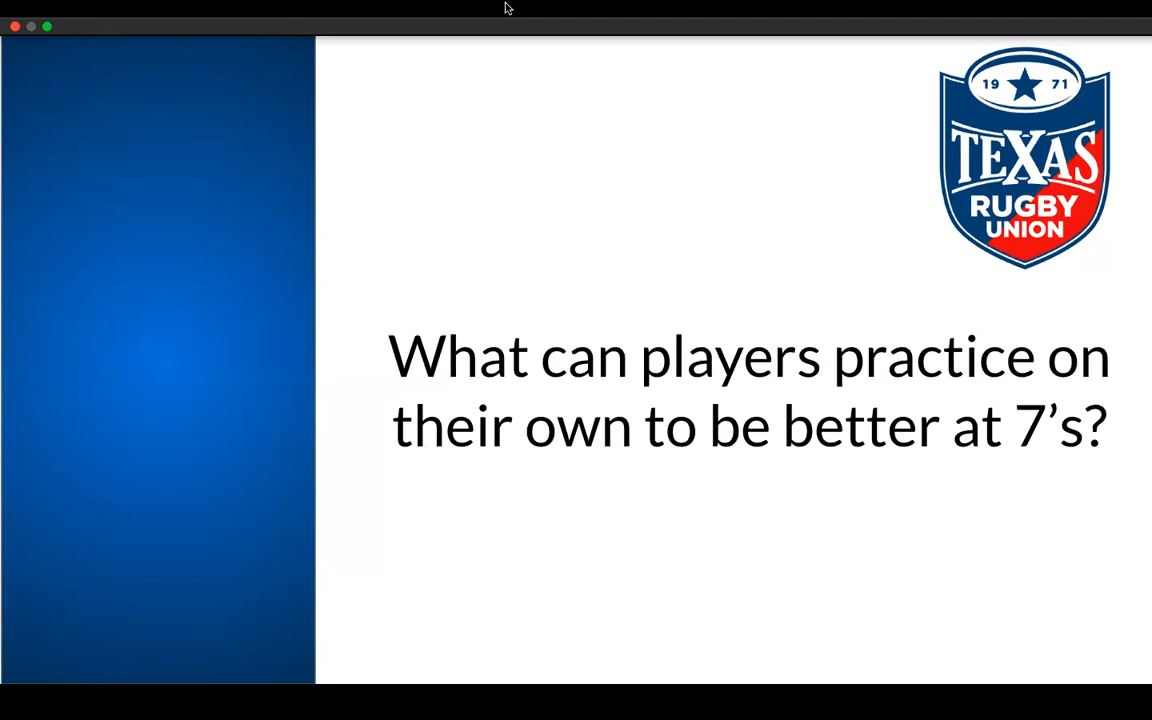 19 71
TEXAS
RUGBY
UNION
What can players practice on
their own to be better at 7’s?